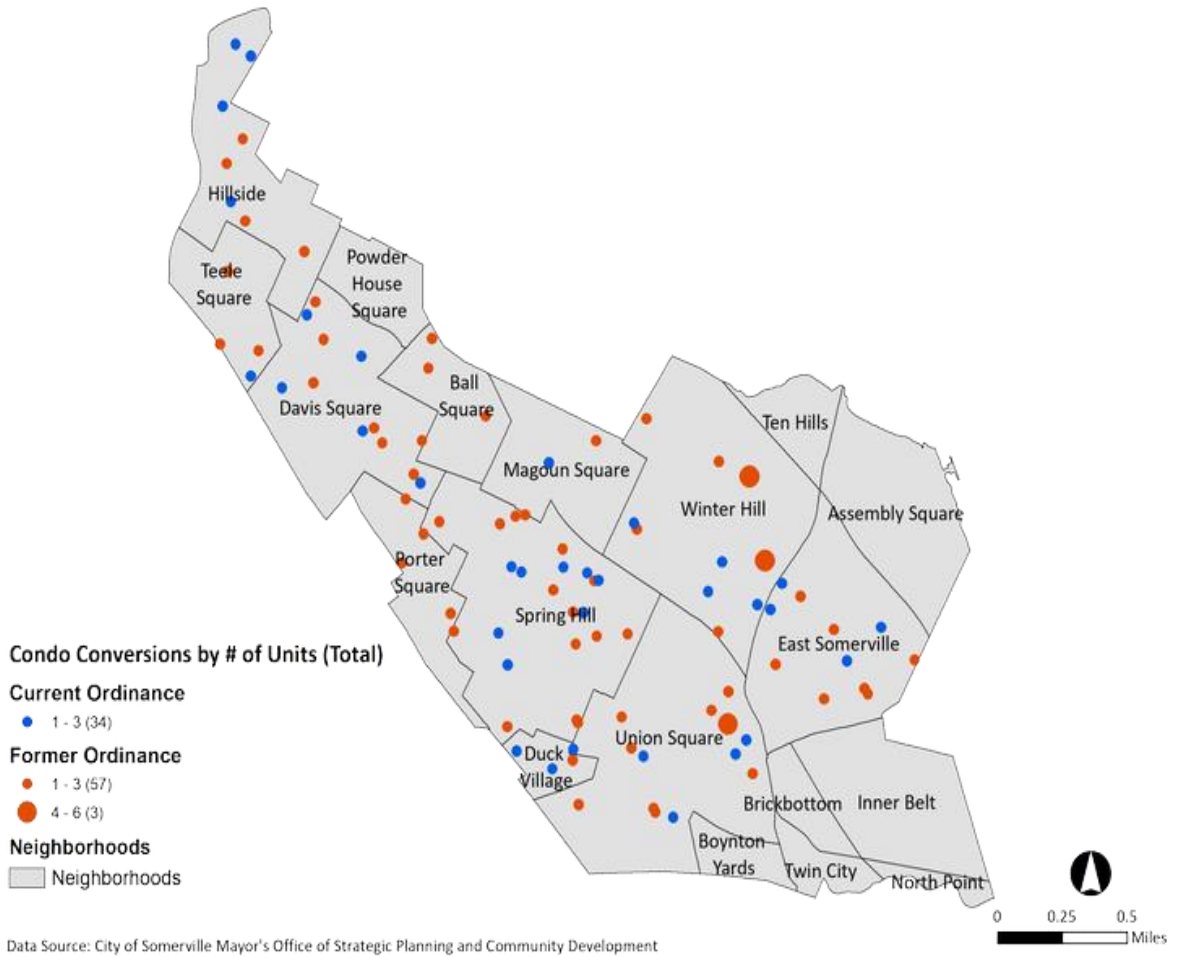 Hillside
Teele
Square
Powder
House
Square
Ball
Square
Davis Square
Ten Hills
Magoun Square
Winter Hill
Assembly Square
Porter
Square
Spring Hill
East Somerville
Condo Conversions by # of Units (Total)
Current Ordinance
1 - 3 (34)
Former Ordinance
1 - 3 (57)
4 - 6 (3)
Neighborhoods
Neighborhoods
Union Square
Duck
Village
Brickbottom
Inner Belt
Boynton
Yards
Twin City
North Point
0 0.25 0.5
Miles
Data Source: City of Somerville Mayor's Office of Strategic Planning and Community Development